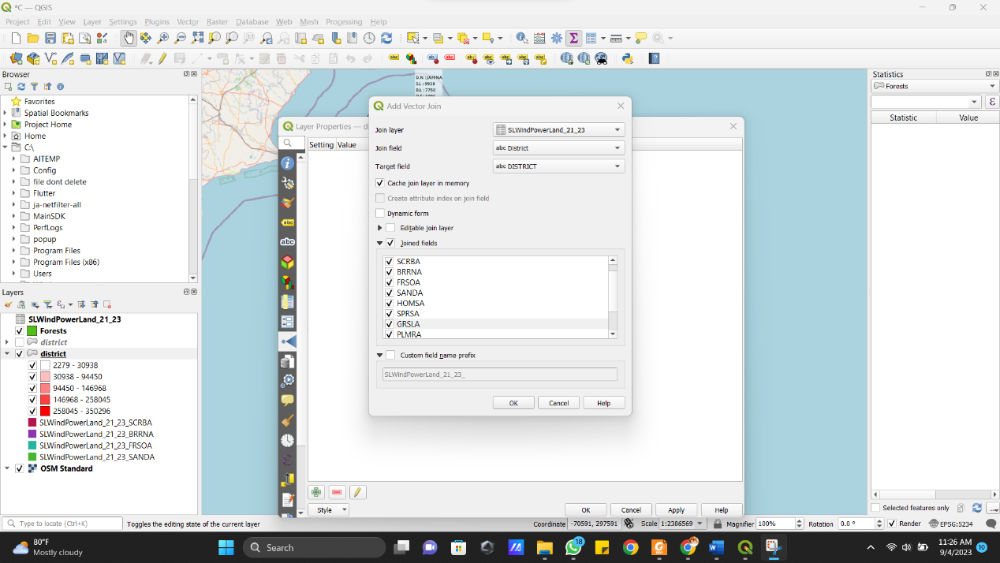 *C — QGIS
Project Edit View Layer Settings Plugins Vector Raster Database Web Mesh Processing Help
Browser
Favorites
Spatial Bookmarks
Project Home
Home
C:\
AITEMP
Config
file dont delete
Flutter
ja-netfilter-all
MainSDK
PerfLogs
popup
Program Files
Program Files (x86)
Users
Layers
SLWindPowerLand_21_23
Forests
district
district
2279 - 30938
30938 - 94450
94450 - 146968
146968 - 258045
258045 - 350296
SLWindPowerLand_21_23_SCRBA
SLWindPowerLand_21_23_BRRNA
SLWindPowerLand_21_23_FRSOA
SLWindPowerLand_21_23_SANDA
OSM Standard
D.N : JAFFNA
S.L : 9928
B.L : 7750
Layer Properties — d
Setting Value
Style
OK Cancel Apply Help
Add Vector Join
Join layer SLWindPowerLand_21_23
Join field abc District
Target field abc DISTRICT
Cache join layer in memory
Create attribute index on join field
Dynamic form
Editable join layer
Joined fields
SCRBA
BRRNA
FRSOA
SANDA
HOMSA
SPRSA
GRSLA
PLMRA
Custom field name prefix
SLWindPowerLand_21_23_
OK Cancel Help
Statistics
Forests
Statistic Value
Selected features only
Type to locate (Ctrl+K) Toggles the editing state of the current layer Coordinate -70591, 297591 Scale 1:2386569 Magnifier 100% Rotation 0.0 ° Render EPSG:5234
80°F
Mostly cloudy
Search
18
11:26 AM
9/4/2023
10